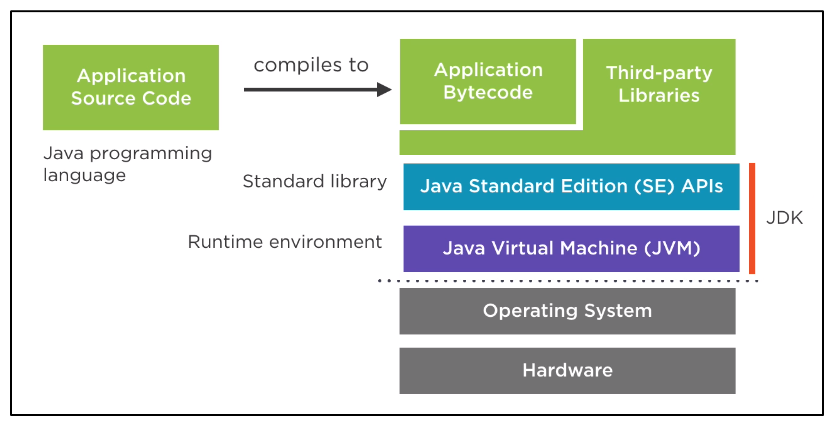 Application
Source Code
compiles to
Application
Bytecode
Third-party
Libraries
Java programming
language
Standard library
Java Standard Edition (SE) APIs
JDK
Runtime environment
Java Virtual Machine (JVM)
Operating System
Hardware